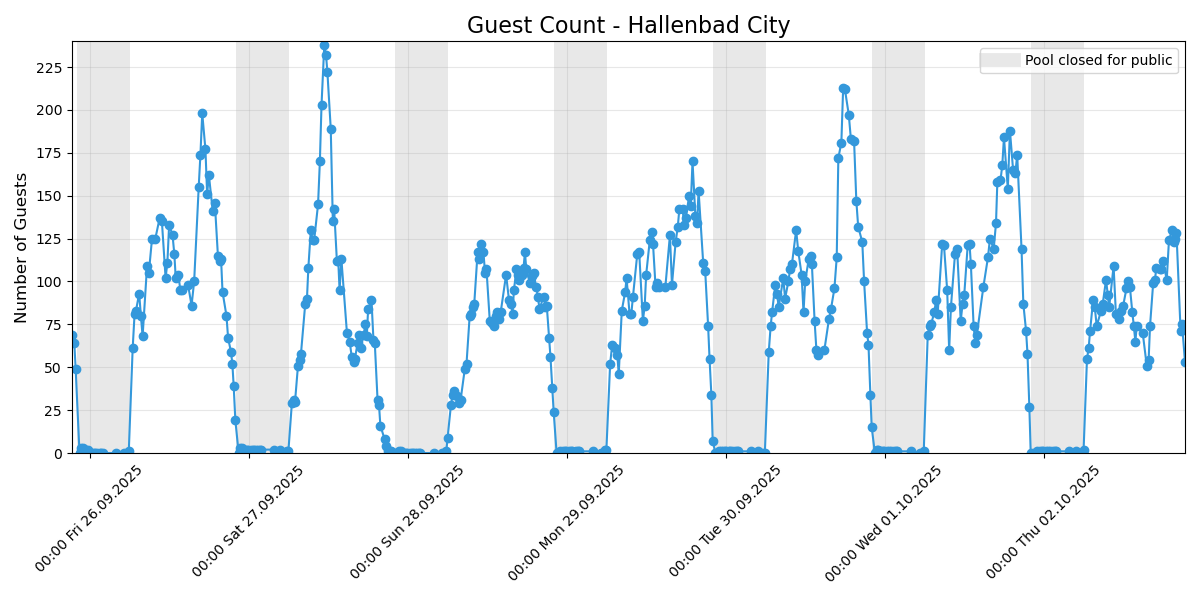 Guest Count - Hallenbad City
Pool closed for public
Number of Guests
225
200
175
150
125
100
75
50
25
0
00:00 Fri 26.09.2025
00:00 Sat 27.09.2025
00:00 Sun 28.09.2025
00:00 Mon 29.09.2025
00:00 Tue 30.09.2025
00:00 Wed 01.10.2025
00:00 Thu 02.10.2025